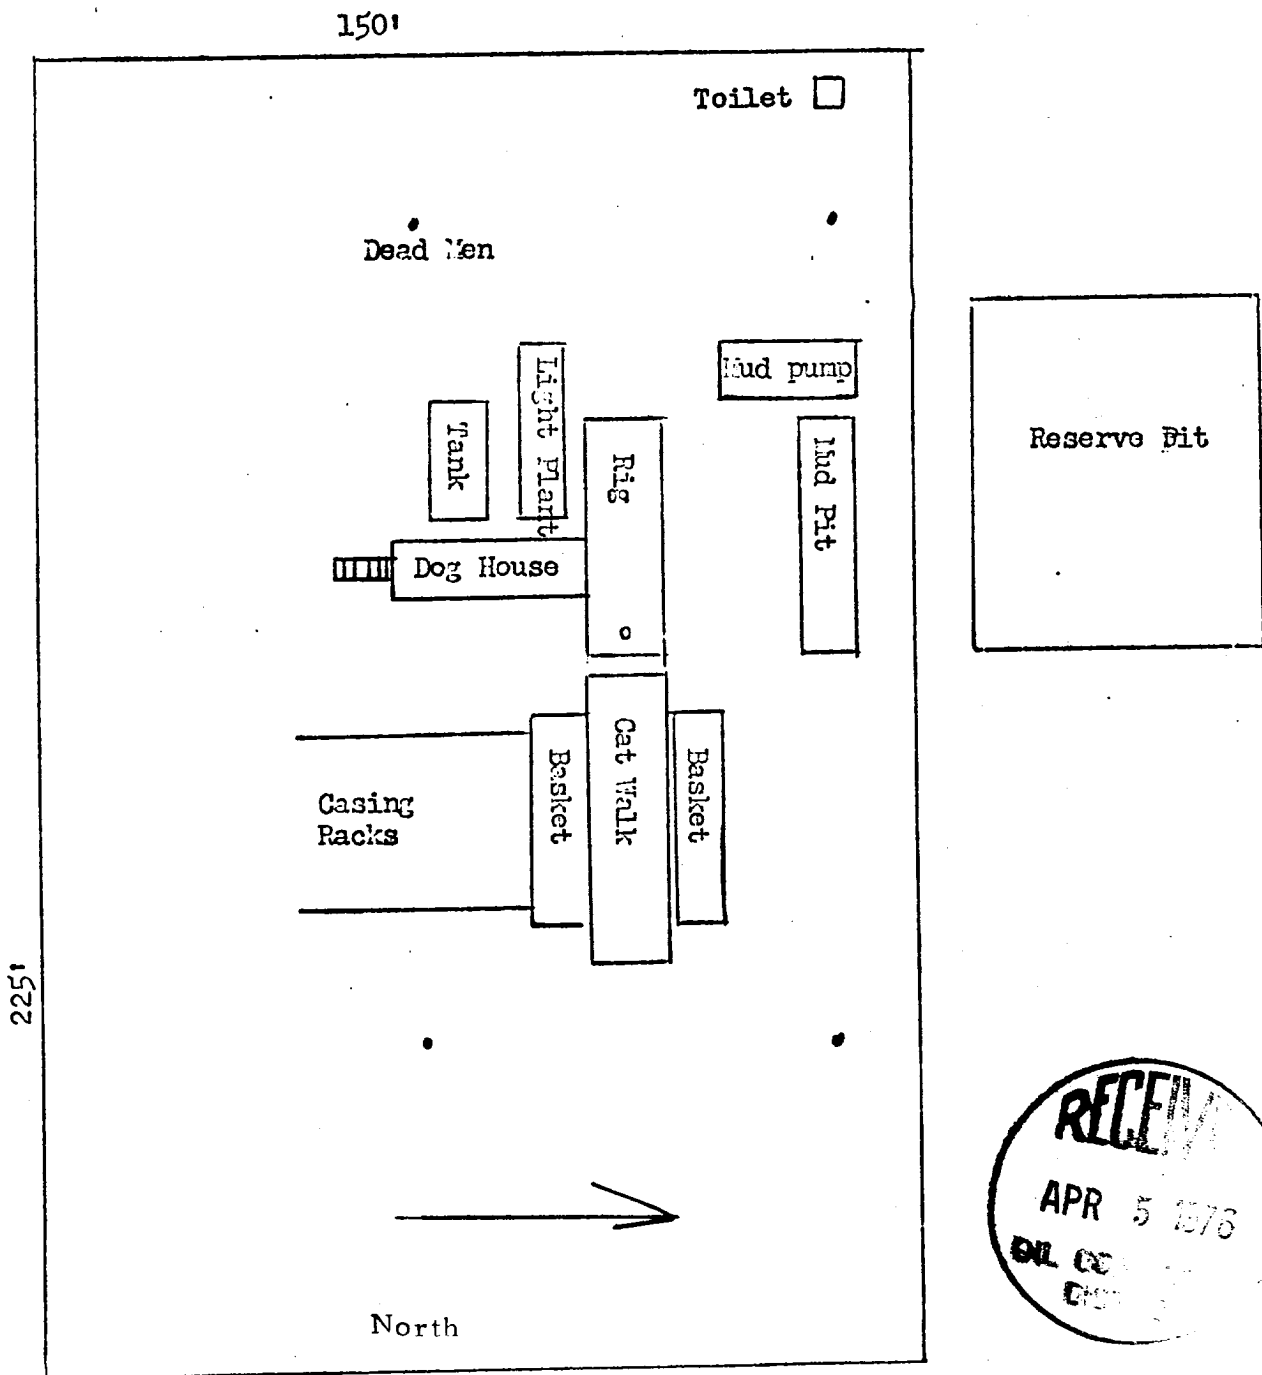 150'
Toilet
Dead Men
Light Plant
Mud pump
Tank
Rig
Mud Pit
Reserve Pit
Dog House
Basket
Cat Walk
Basket
Casing
Racks
225'
North
APR 5 1976
OIL